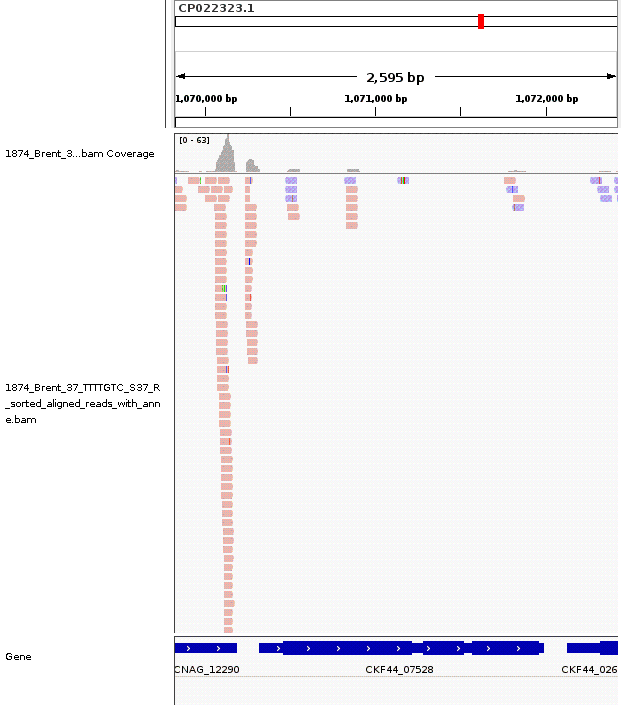 CP022323.1
2,595 bp
1,070,000 bp 1,071,000 bp 1,072,000 bp
[0 - 63]
1874_Brent_3...bam Coverage
1874_Brent_37_TTTTGTC_S37_R
_sorted_aligned_reads_with_ann
e.bam
Gene
CNAG_12290 CKF44_07528 CKF44_026